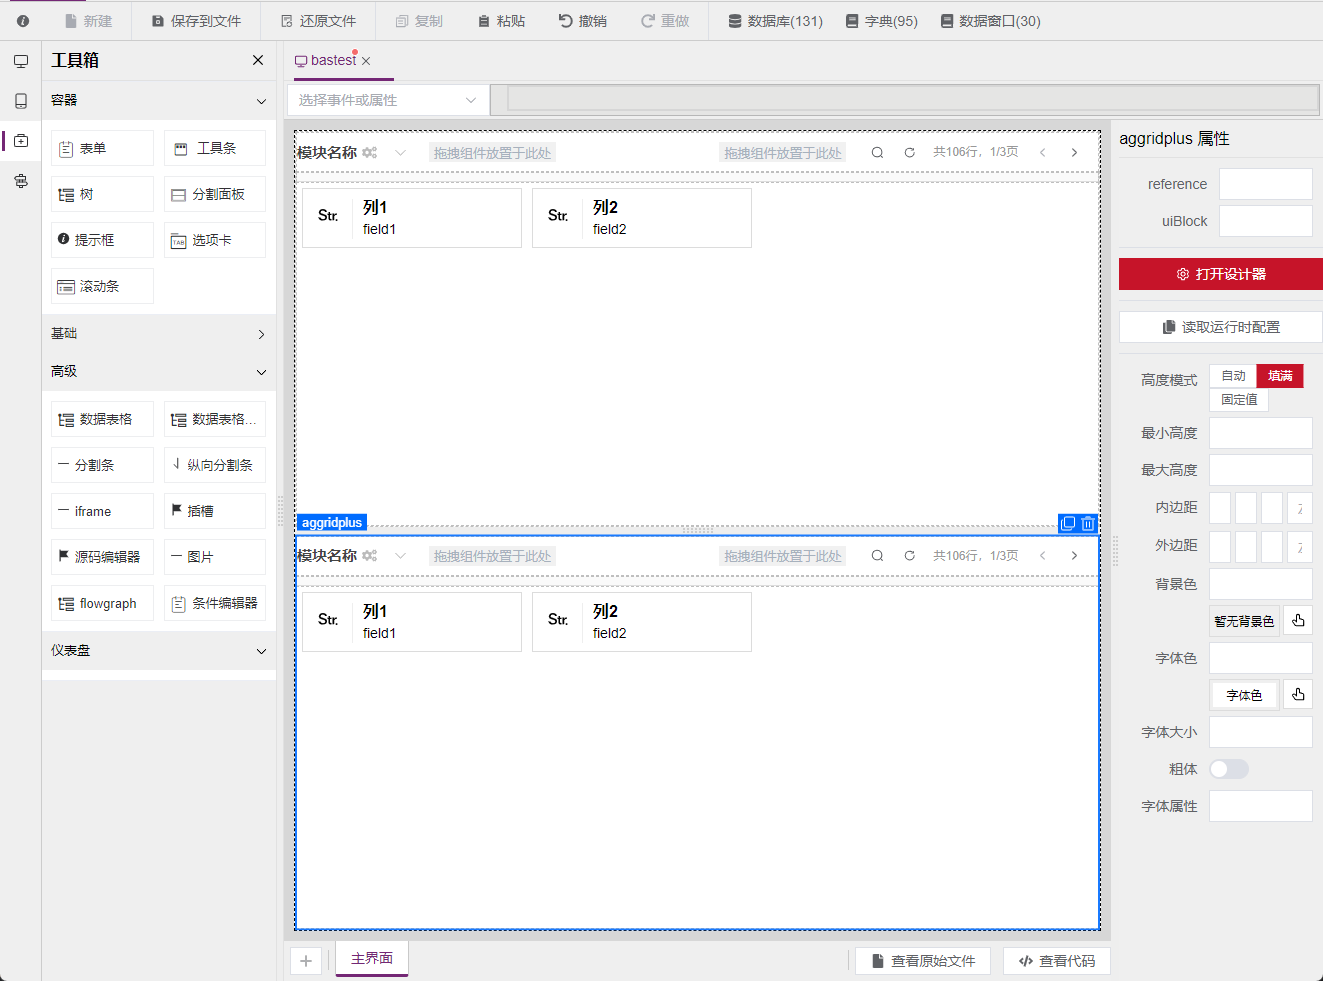 新建
保存到文件
还原文件
复制
粘贴
撤销
重做
数据库(131)
字典(95)
数据窗口(30)
工具箱
容器
表单
工具条
树
分割面板
提示框
选项卡
滚动条
基础
高级
数据表格
数据表格...
分割条
纵向分割条
iframe
插槽
源码编辑器
图片
flowgraph
条件编辑器
仪表盘
bastest
选择事件或属性
模块名称
拖拽组件放置于此处
拖拽组件放置于此处
共106行，1/3页
Str.
列1
field1
Str.
列2
field2
aggridplus
模块名称
拖拽组件放置于此处
拖拽组件放置于此处
共106行，1/3页
Str.
列1
field1
Str.
列2
field2
主界面
查看原始文件
查看代码
aggridplus 属性
reference
uiBlock
打开设计器
读取运行时配置
高度模式
自动
填满
固定值
最小高度
最大高度
内边距
外边距
背景色
暂无背景色
字体色
字体色
字体大小
粗体
字体属性